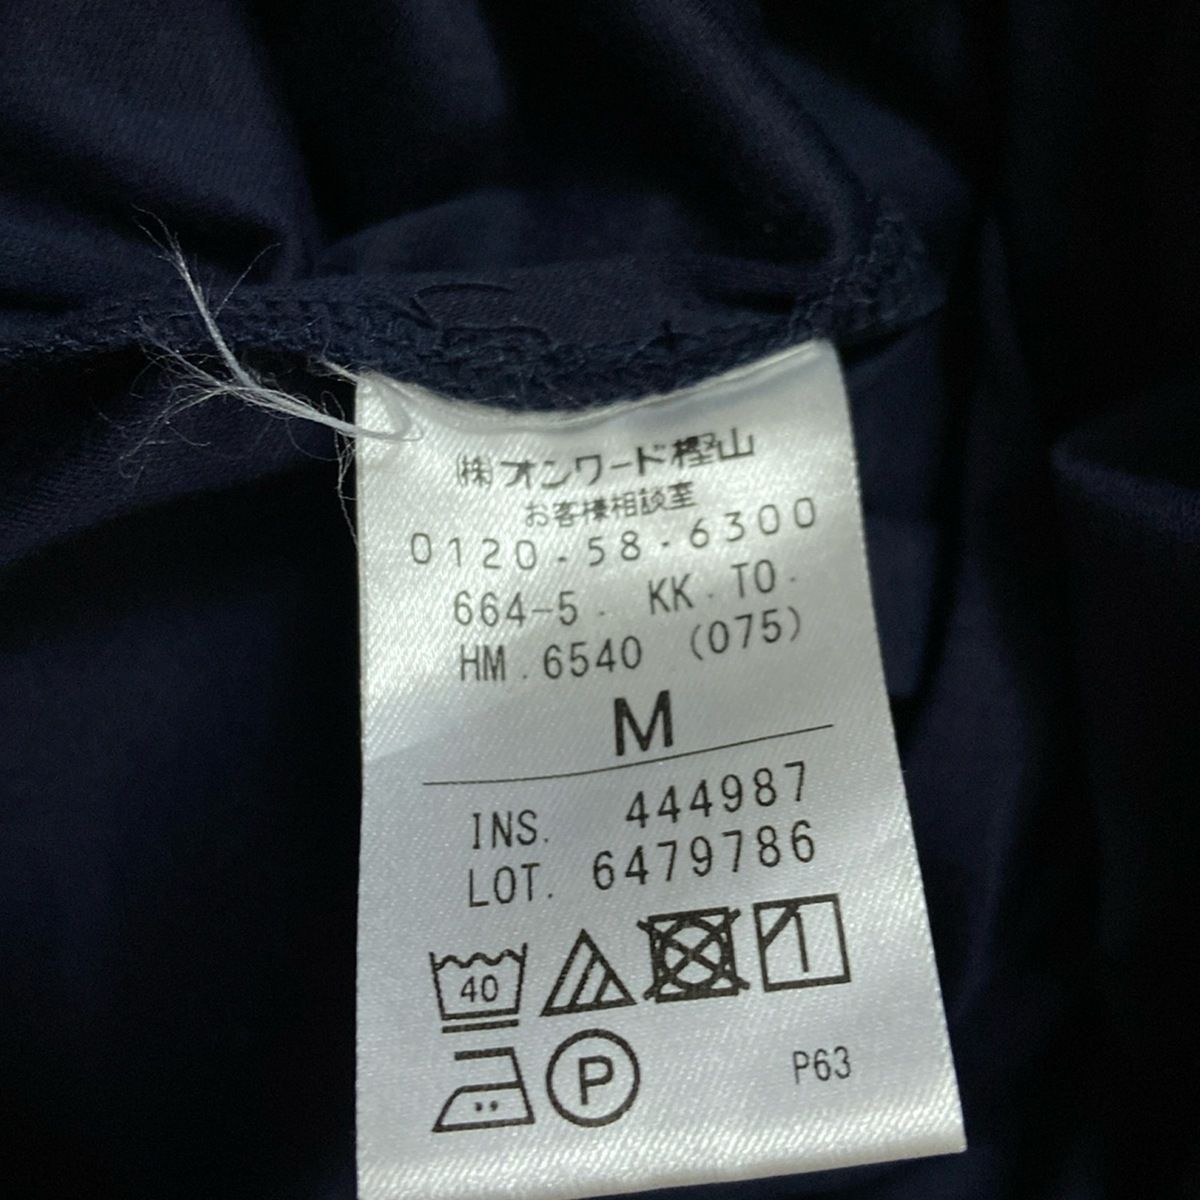 ㈱オンワード樫山
お客様相談室
0120-58-6300
664-5. KK.TO.
HM.6540 (075)
M
INS. 444987
LOT. 6479786
40
P
P63